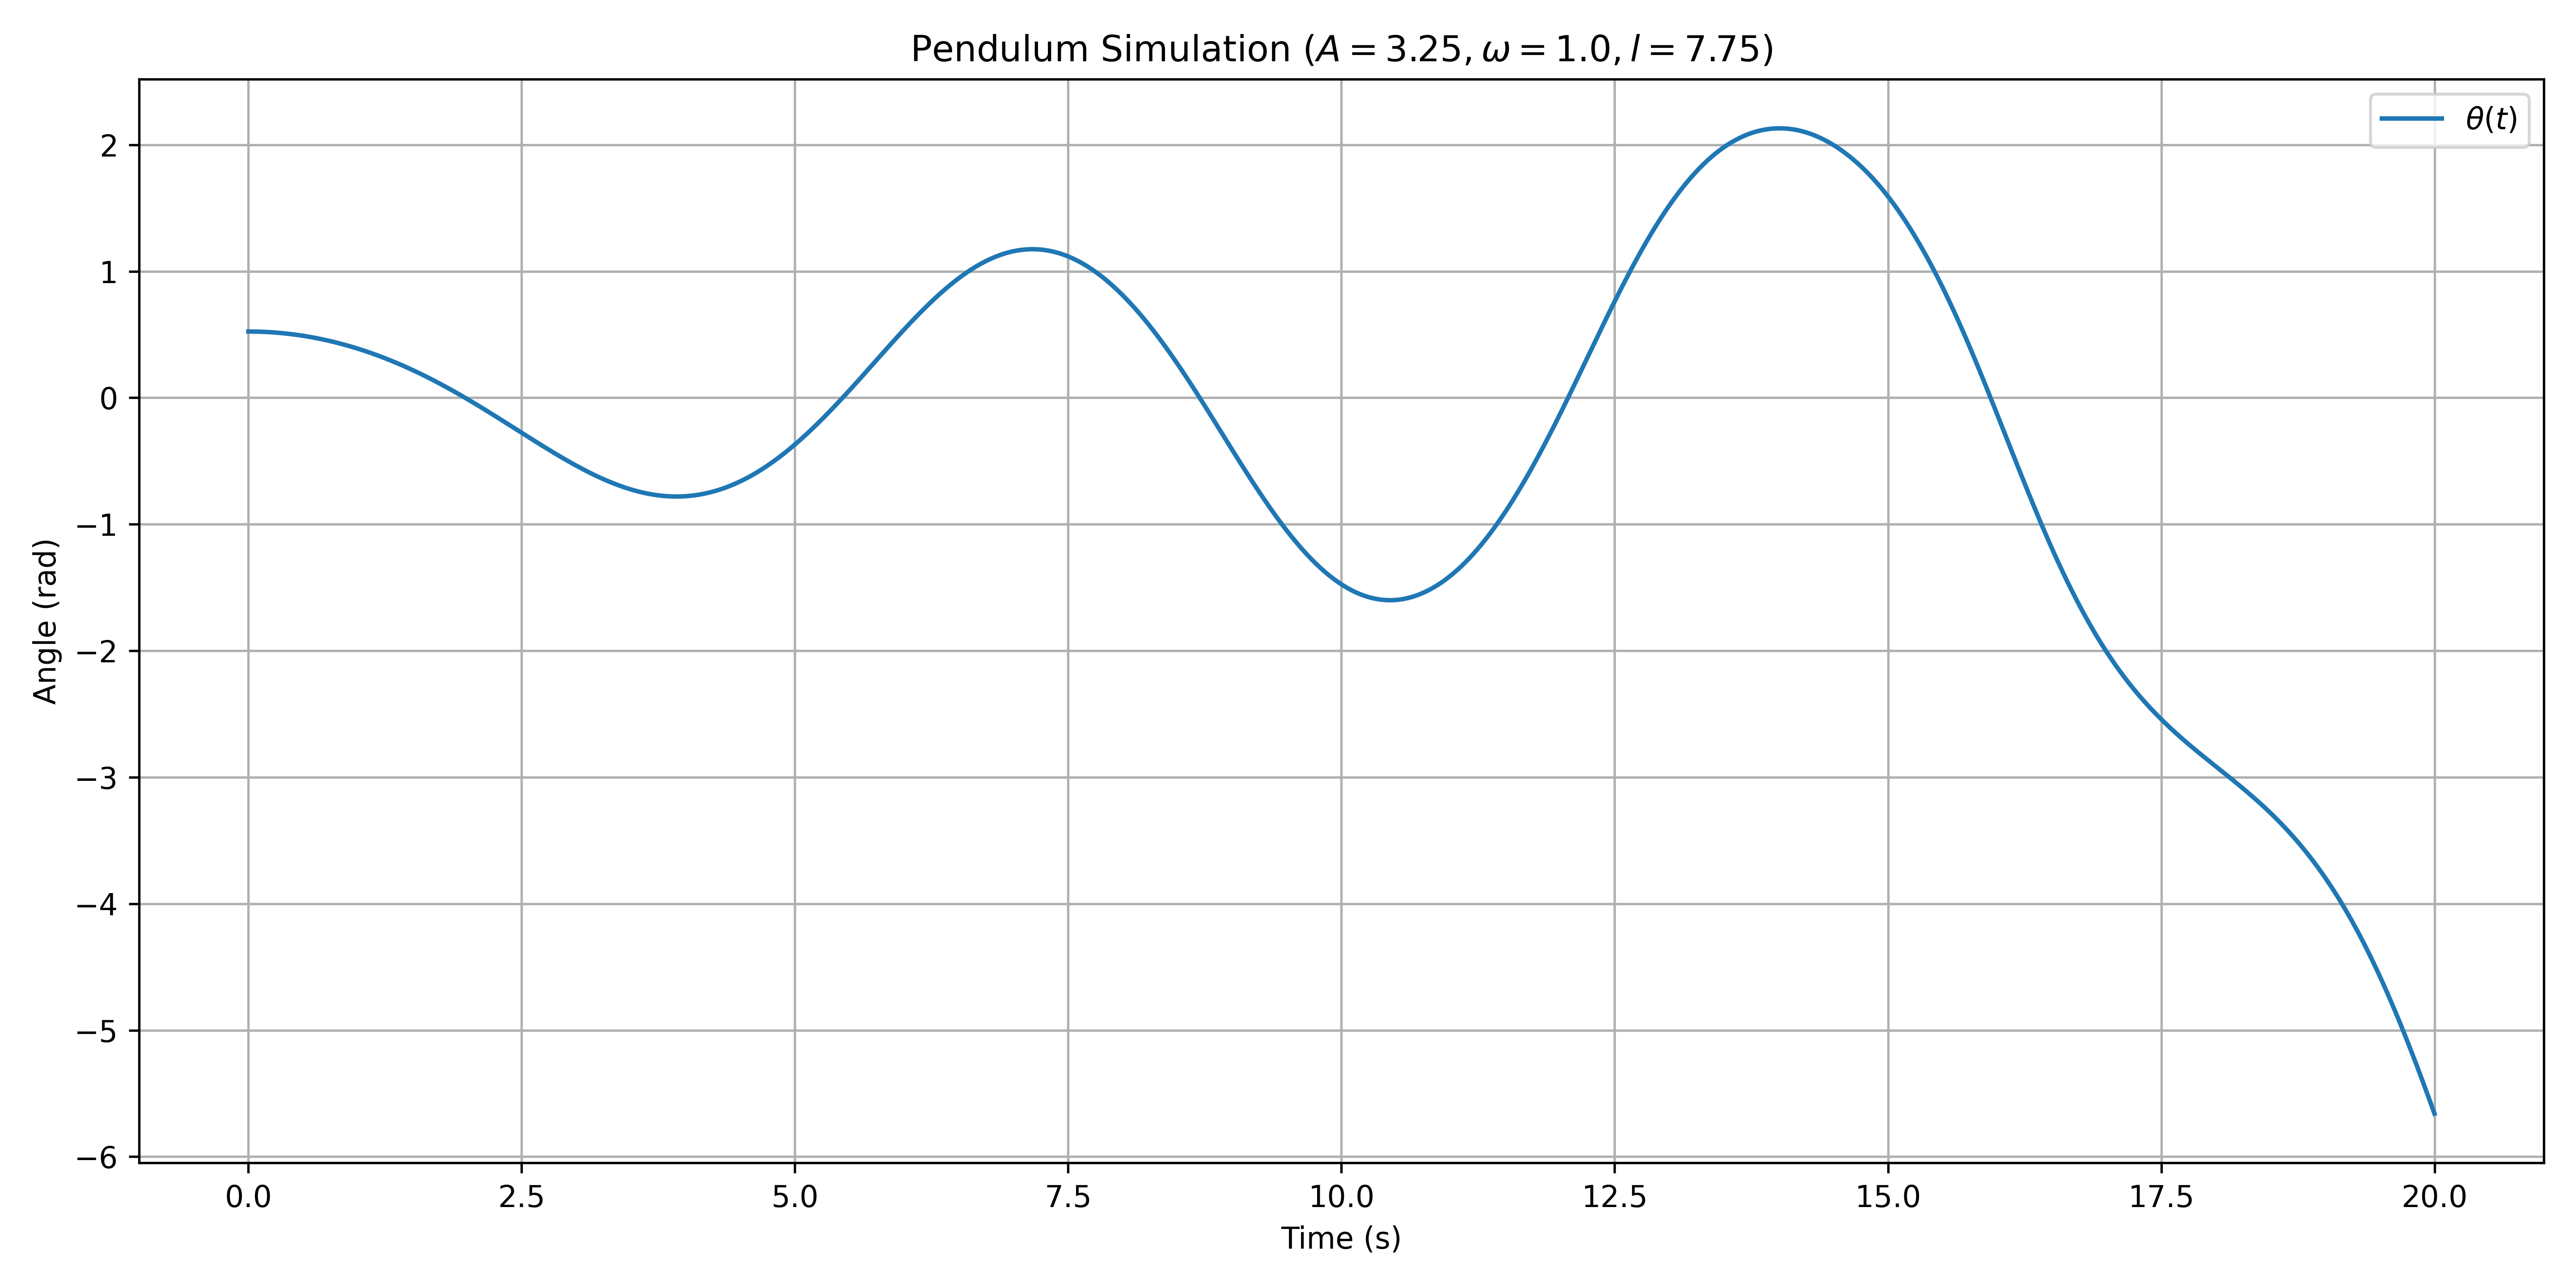 Pendulum Simulation (A = 3.25, ω = 1.0, l = 7.75)
θ(t)
2
1
0
−1
−2
−3
−4
−5
−6
Angle (rad)
0.0 2.5 5.0 7.5 10.0 12.5 15.0 17.5 20.0
Time (s)